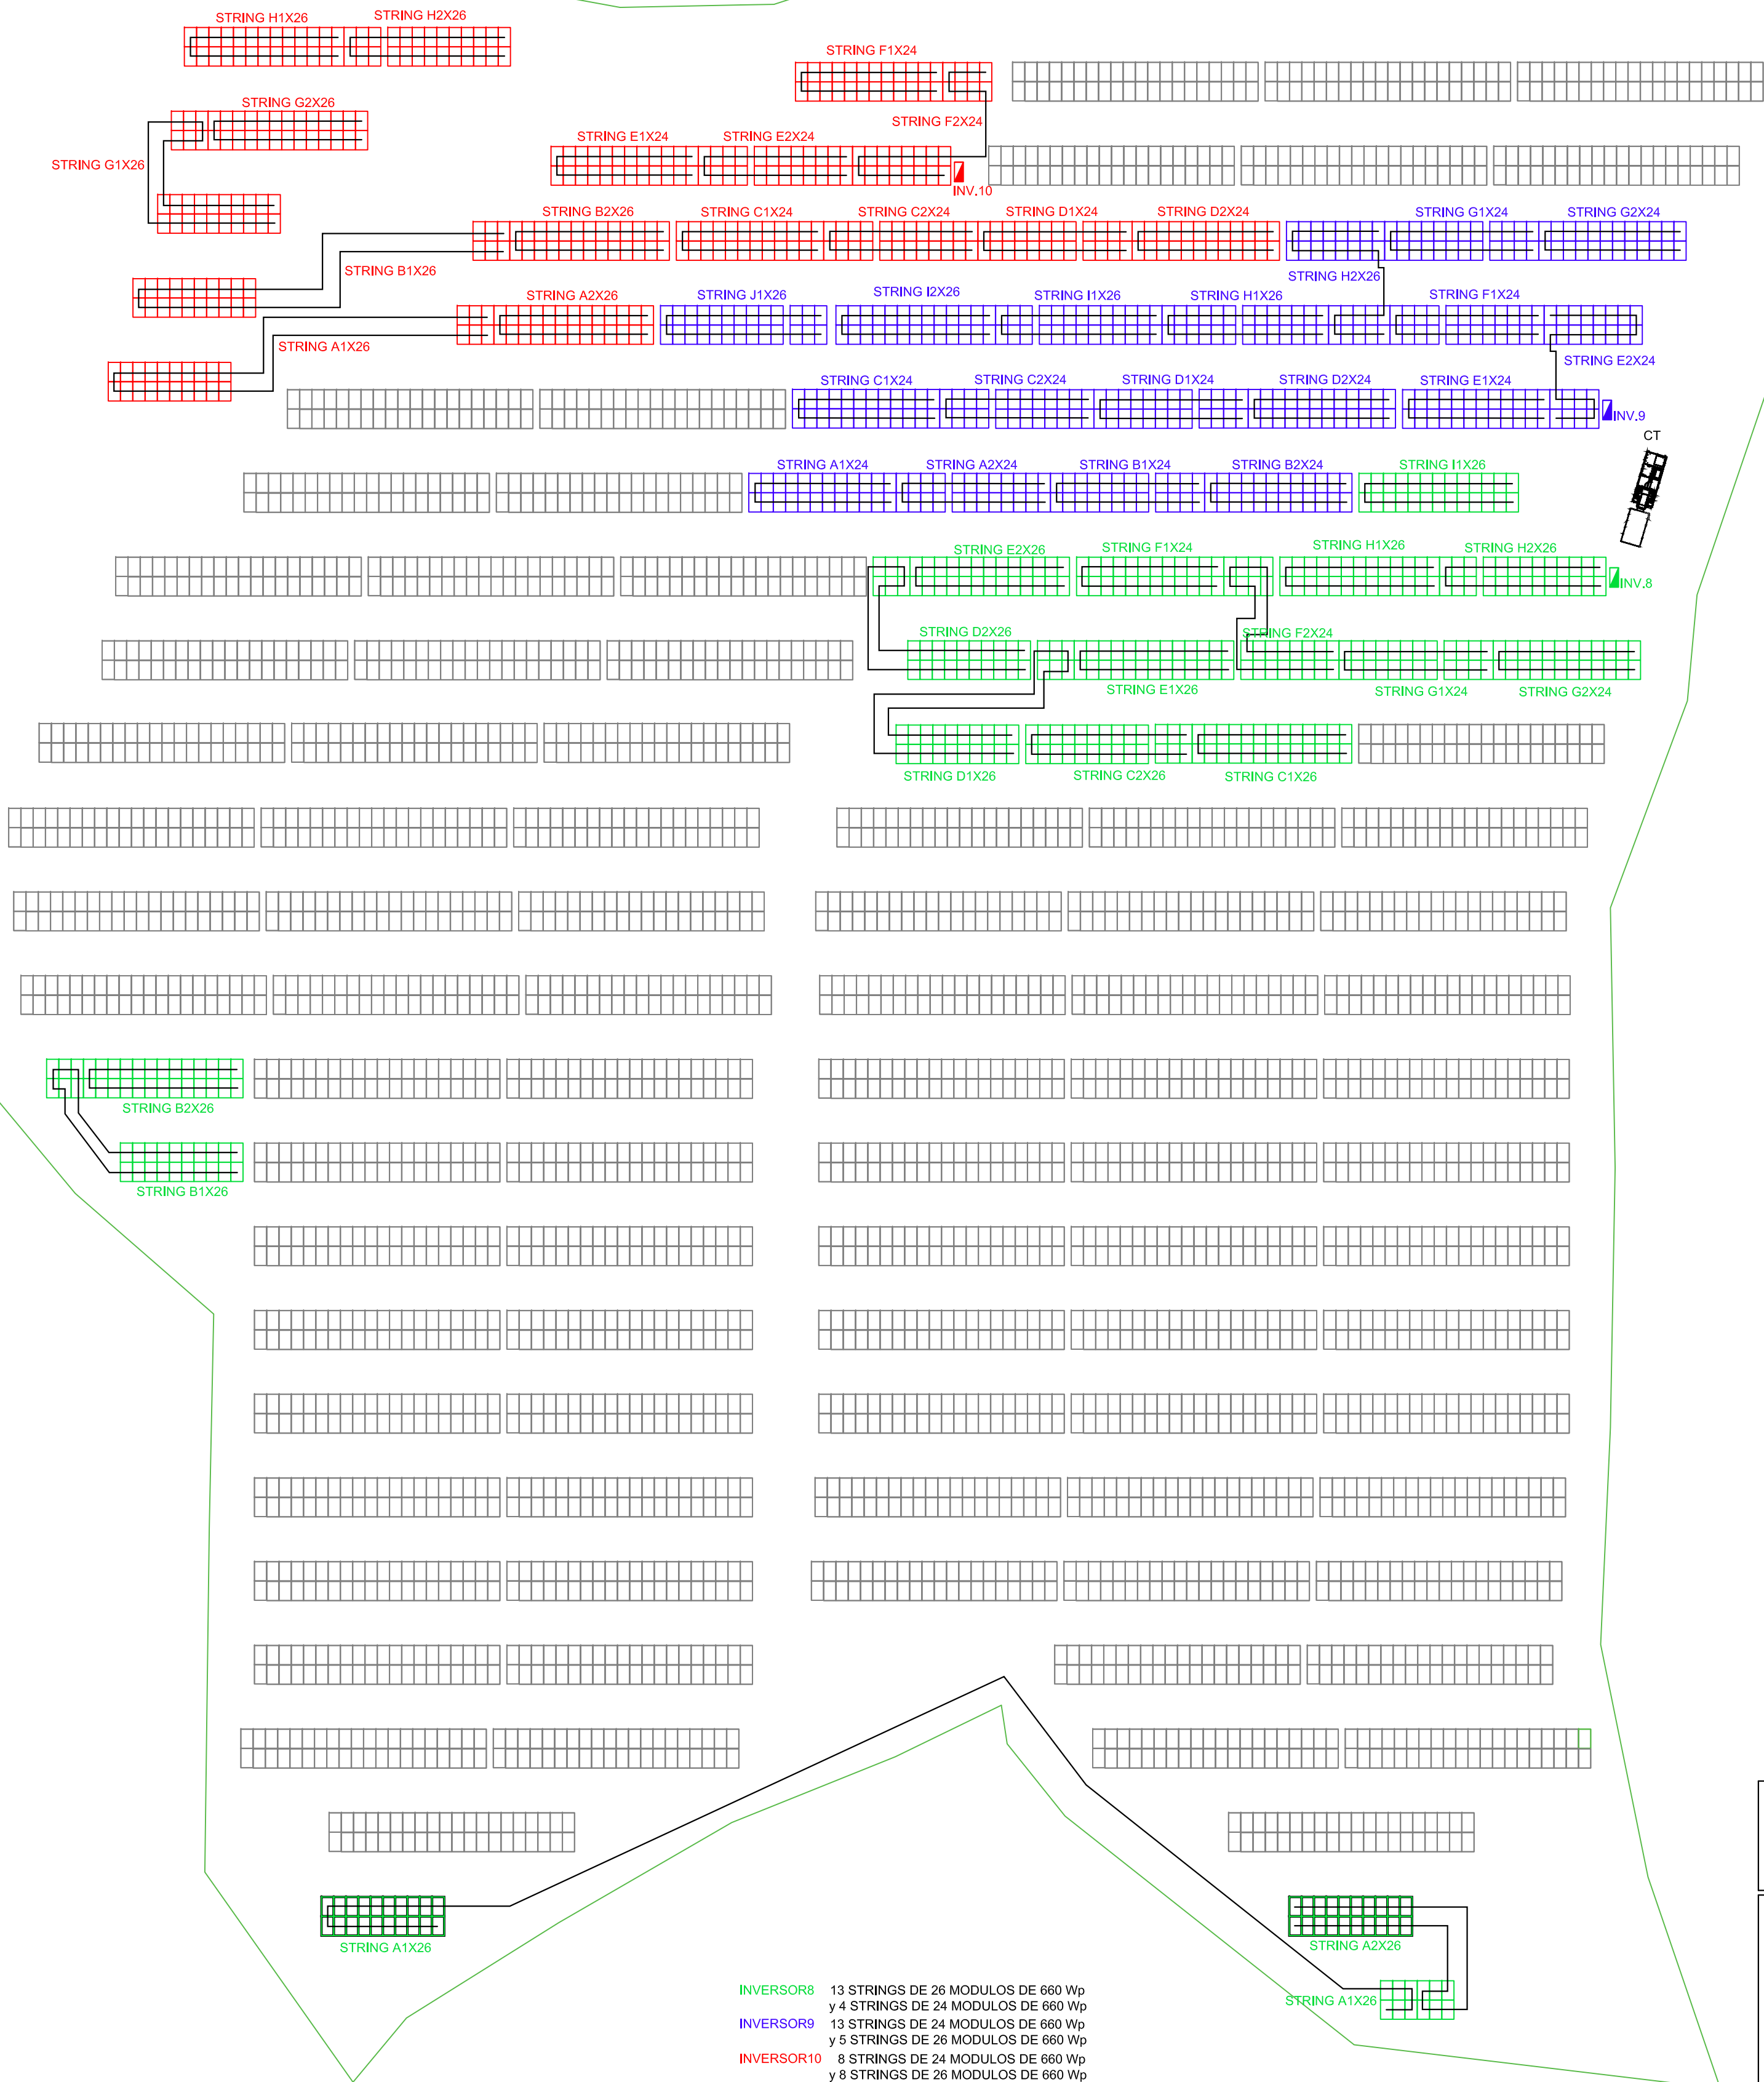 STRING H1X26
STRING H2X26
STRING F1X24
STRING G2X26
STRING F2X24
STRING E1X24
STRING E2X24
STRING G1X26
INV.10
STRING B2X26
STRING C1X24
STRING C2X24
STRING D1X24
STRING D2X24
STRING G1X24
STRING G2X24
STRING B1X26
STRING H2X26
STRING A2X26
STRING J1X26
STRING I2X26
STRING I1X26
STRING H1X26
STRING F1X24
STRING A1X26
STRING E2X24
STRING C1X24
STRING C2X24
STRING D1X24
STRING D2X24
STRING E1X24
INV.9
CT
STRING A1X24
STRING A2X24
STRING B1X24
STRING B2X24
STRING I1X26
STRING E2X26
STRING F1X24
STRING H1X26
STRING H2X26
INV.8
STRING D2X26
STRING F2X24
STRING E1X26
STRING G1X24
STRING G2X24
STRING D1X26
STRING C2X26
STRING C1X26
STRING B2X26
STRING B1X26
STRING A1X26
STRING A2X26
STRING A1X26
INVERSOR8 13 STRINGS DE 26 MODULOS DE 660 Wp
y 4 STRINGS DE 24 MODULOS DE 660 Wp
INVERSOR9 13 STRINGS DE 24 MODULOS DE 660 Wp
y 5 STRINGS DE 26 MODULOS DE 660 Wp
INVERSOR10 8 STRINGS DE 24 MODULOS DE 660 Wp
y 8 STRINGS DE 26 MODULOS DE 660 Wp